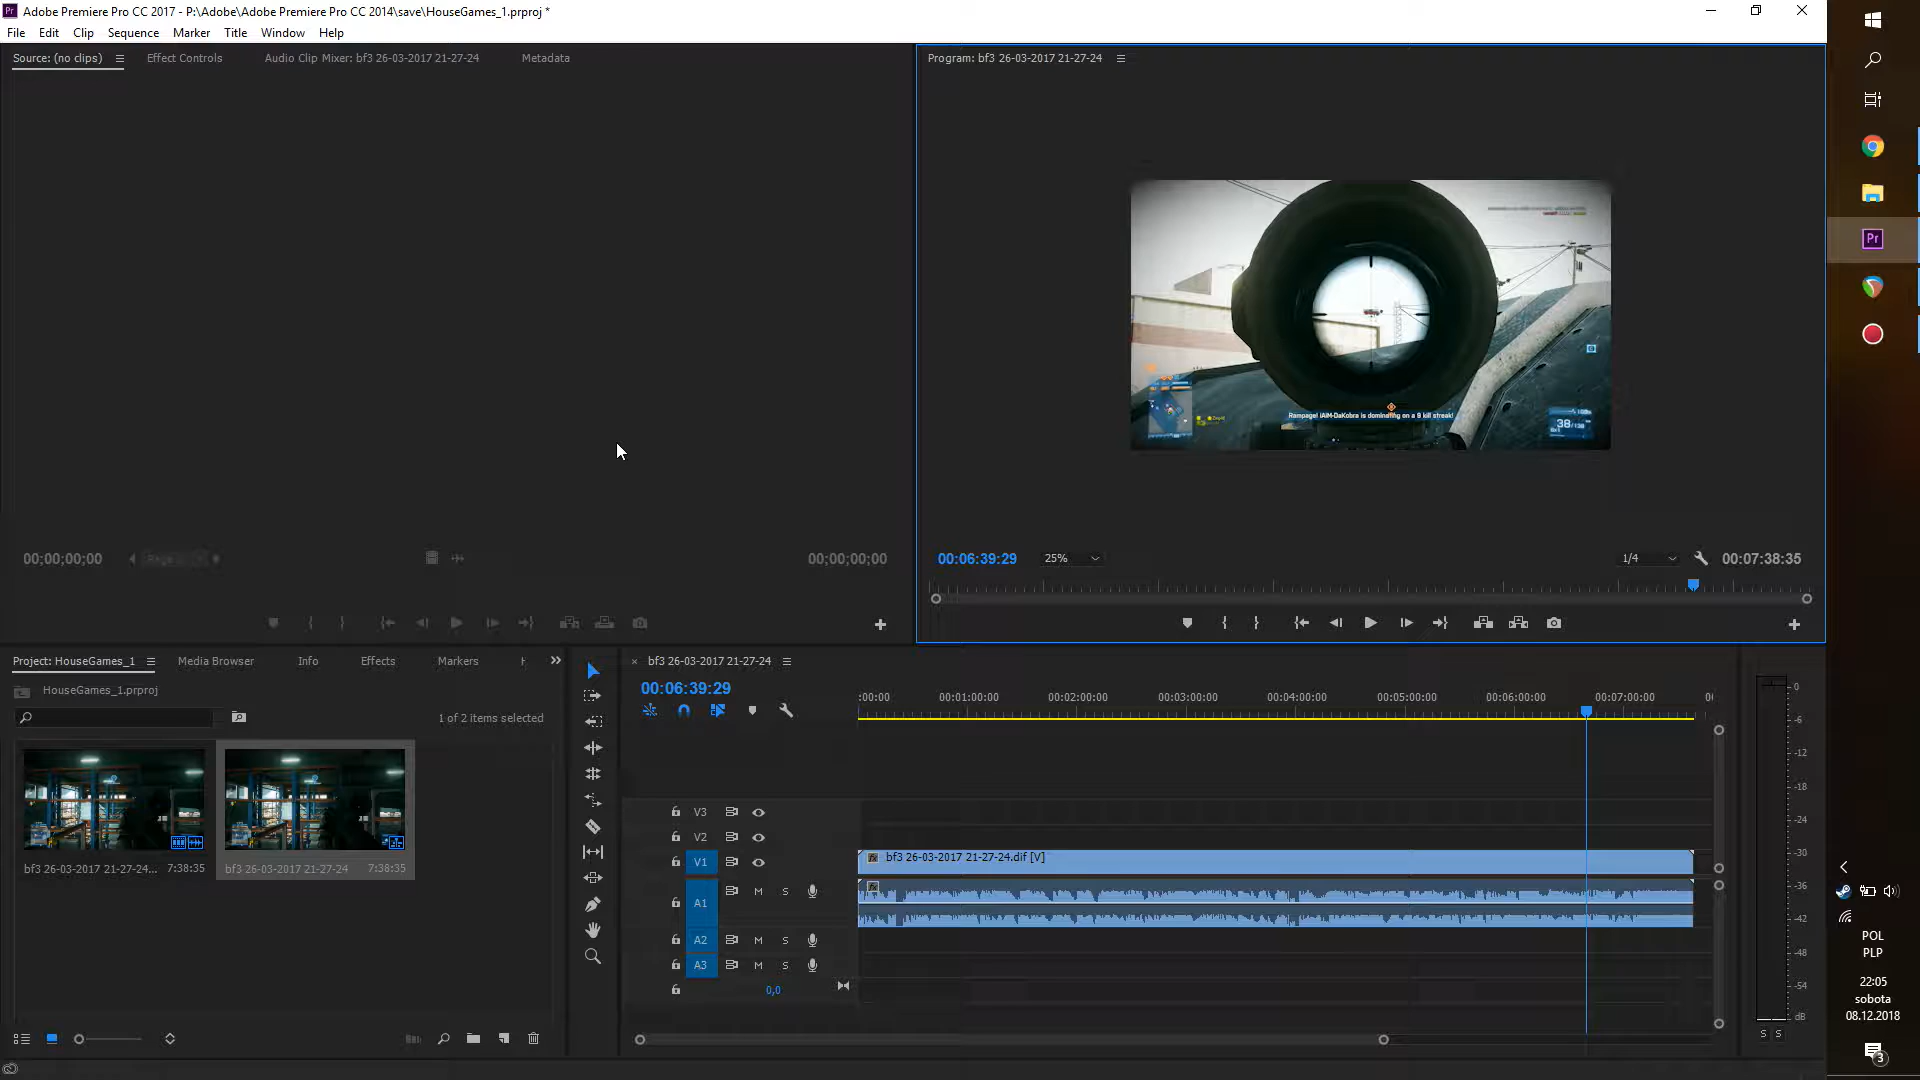 Pr Adobe Premiere Pro CC 2017 - P:\Adobe\Adobe Premiere Pro CC 2014\save\HouseGames_1.prproj *
File Edit Clip Sequence Marker Title Window Help
Source: (no clips) Effect Controls Audio Clip Mixer: bf3 26-03-2017 21-27-24 Metadata
Program: bf3 26-03-2017 21-27-24
Rampage! iAIM-DaKobra is dominating on a 9 kill streak!
38/138
00;00;00;00 00;00;00;00
00:06:39:29 25% 1/4 00:07:38:35
Project: HouseGames_1 Media Browser Info Effects Markers
HouseGames_1.prproj
1 of 2 items selected
bf3 26-03-2017 21-27-24... 7:38:35
bf3 26-03-2017 21-27-24 7:38:35
× bf3 26-03-2017 21-27-24
00:06:39:29
:00:00 00:01:00:00 00:02:00:00 00:03:00:00 00:04:00:00 00:05:00:00 00:06:00:00 00:07:00:00
V3
V2
V1 bf3 26-03-2017 21-27-24.dif [V]
fx
A1 M S
A2 M S
A3 M S
0,0
0
-6
-12
-18
-24
-30
-36
-42
-48
-54
dB
S S
Pr
POL
PLP
22:05
sobota
08.12.2018
3